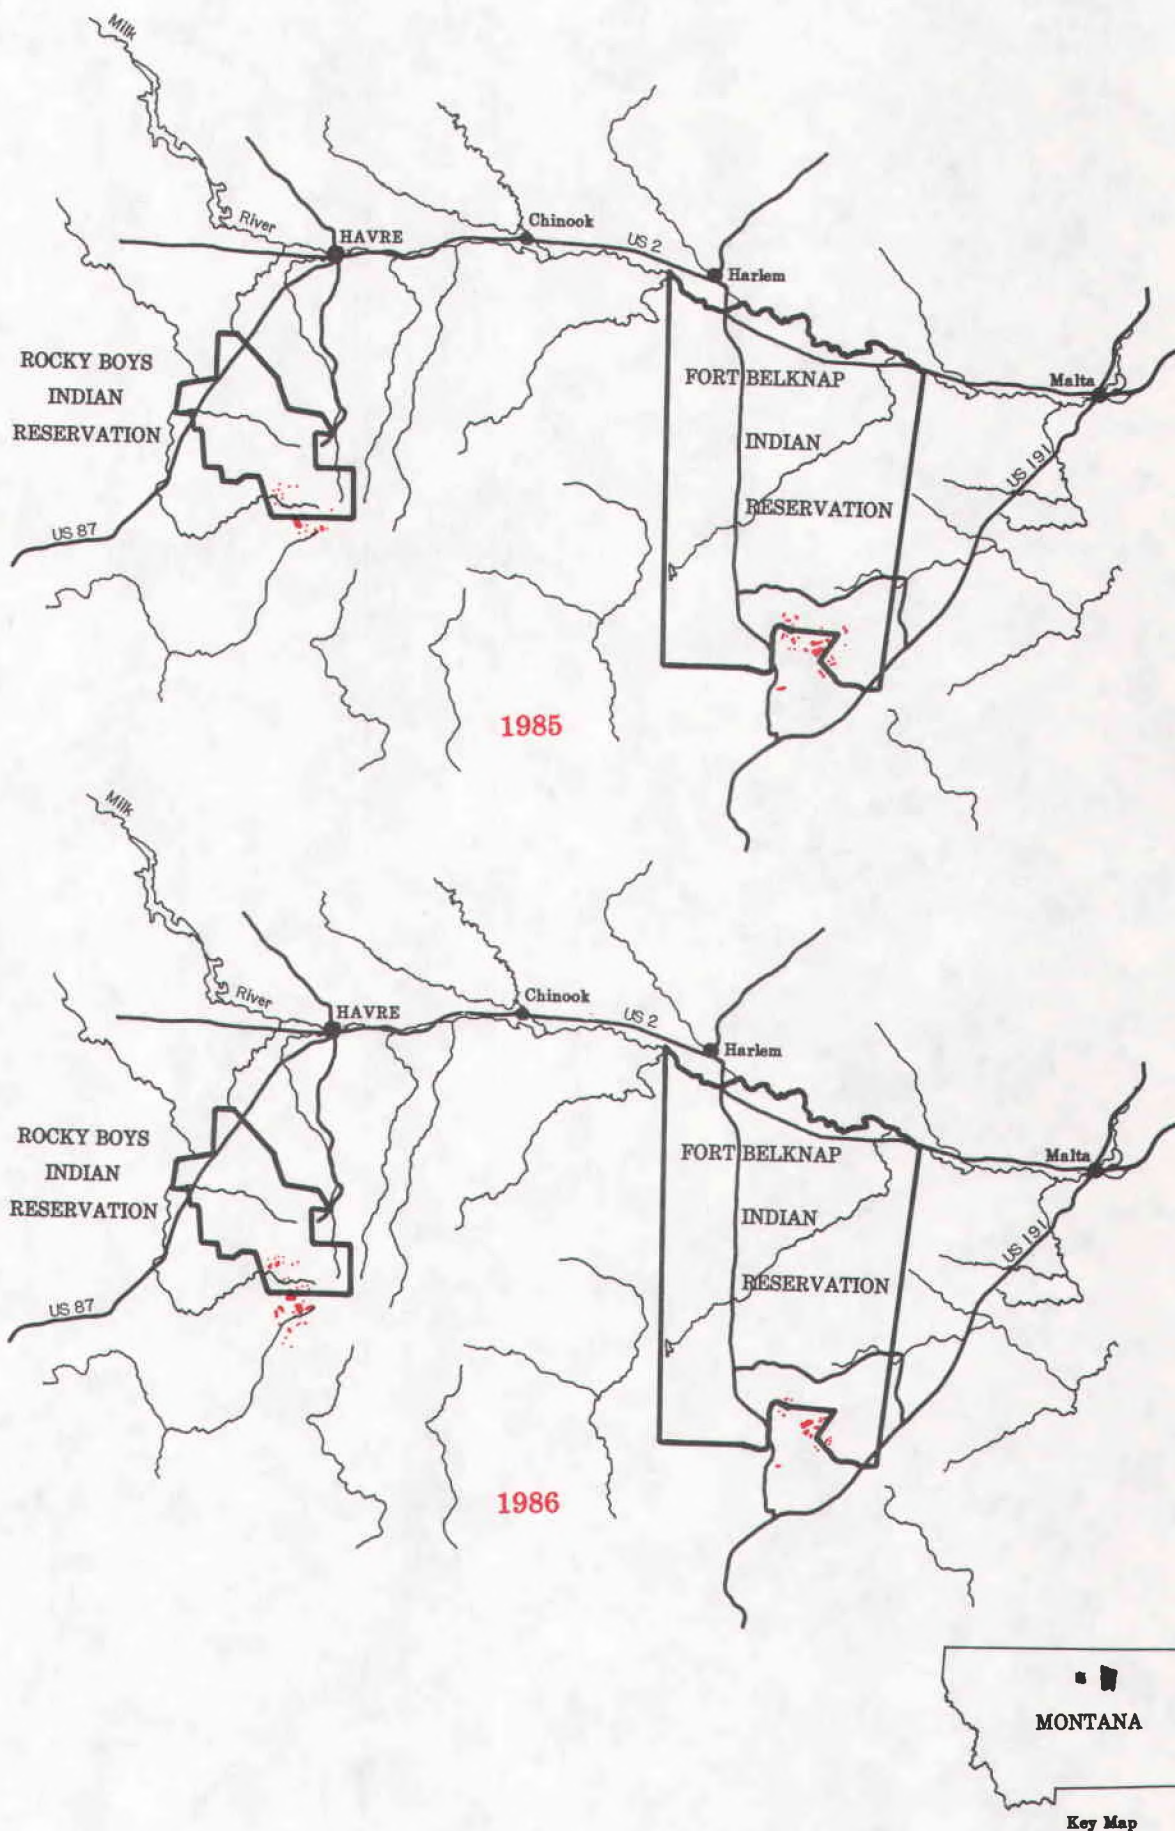 Milk
River
HAVRE
Chinook
US 2
Harlem
ROCKY BOYS
INDIAN
RESERVATION
FORT BELKNAP
INDIAN
RESERVATION
Malta
US 191
US 87
1985
Milk
River
HAVRE
Chinook
US 2
Harlem
ROCKY BOYS
INDIAN
RESERVATION
FORT BELKNAP
INDIAN
RESERVATION
Malta
US 191
US 87
1986
MONTANA
Key Map